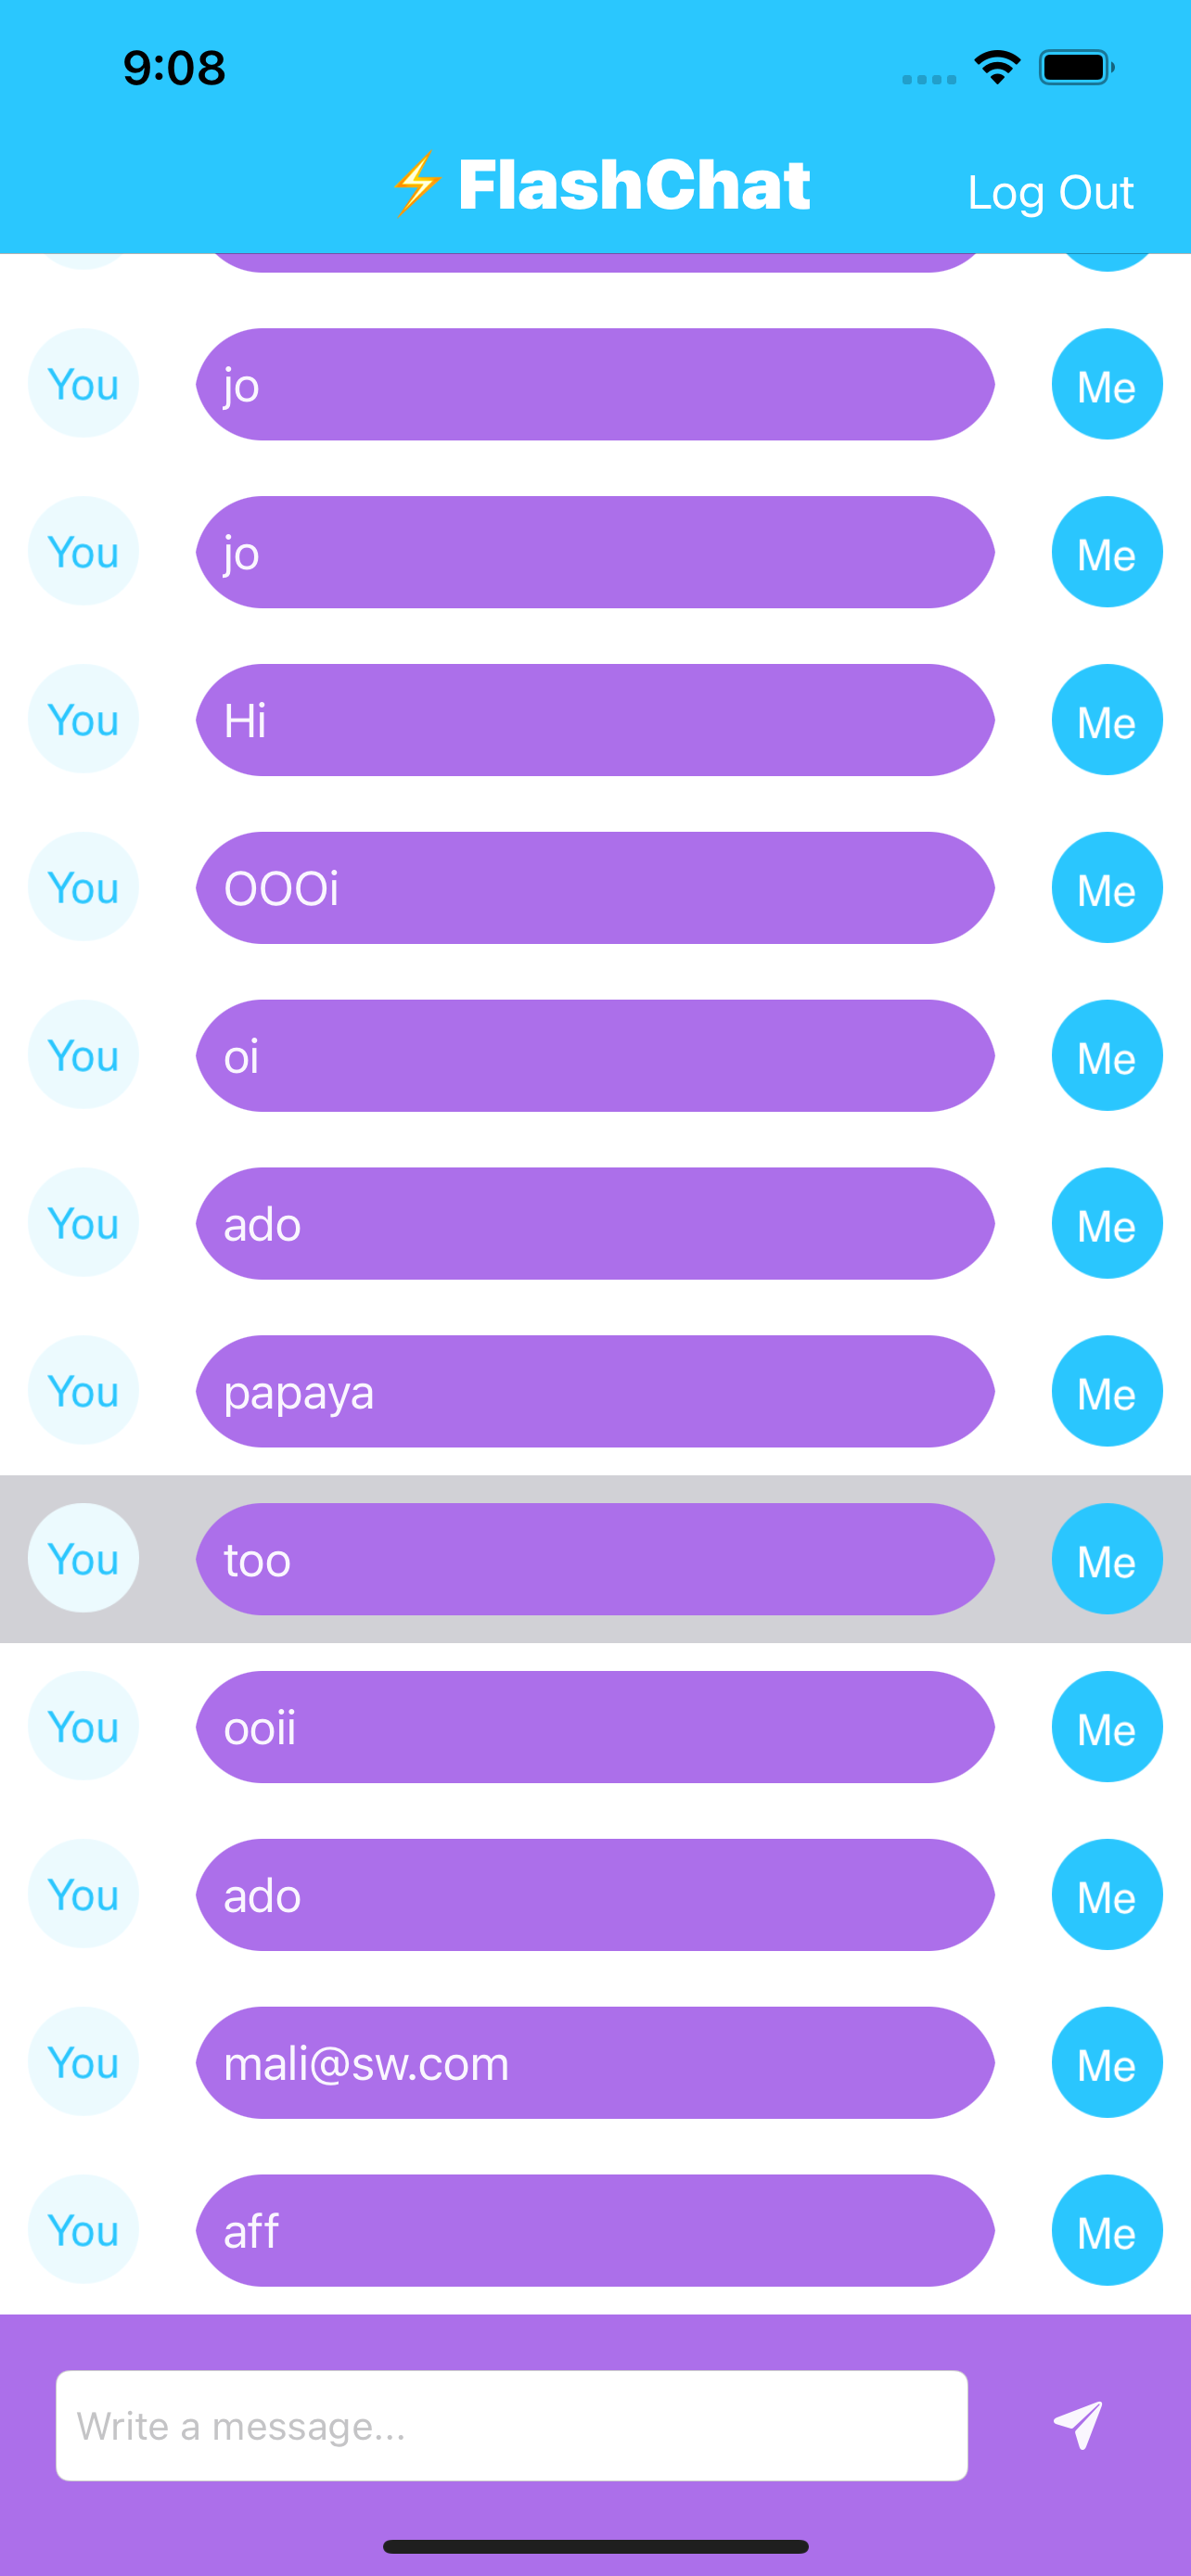 9:08
⚡️FlashChat
Log Out
You jo Me
You jo Me
You Hi Me
You OOOi Me
You oi Me
You ado Me
You papaya Me
You too Me
You ooii Me
You ado Me
You mali@sw.com Me
You aff Me
Write a message...